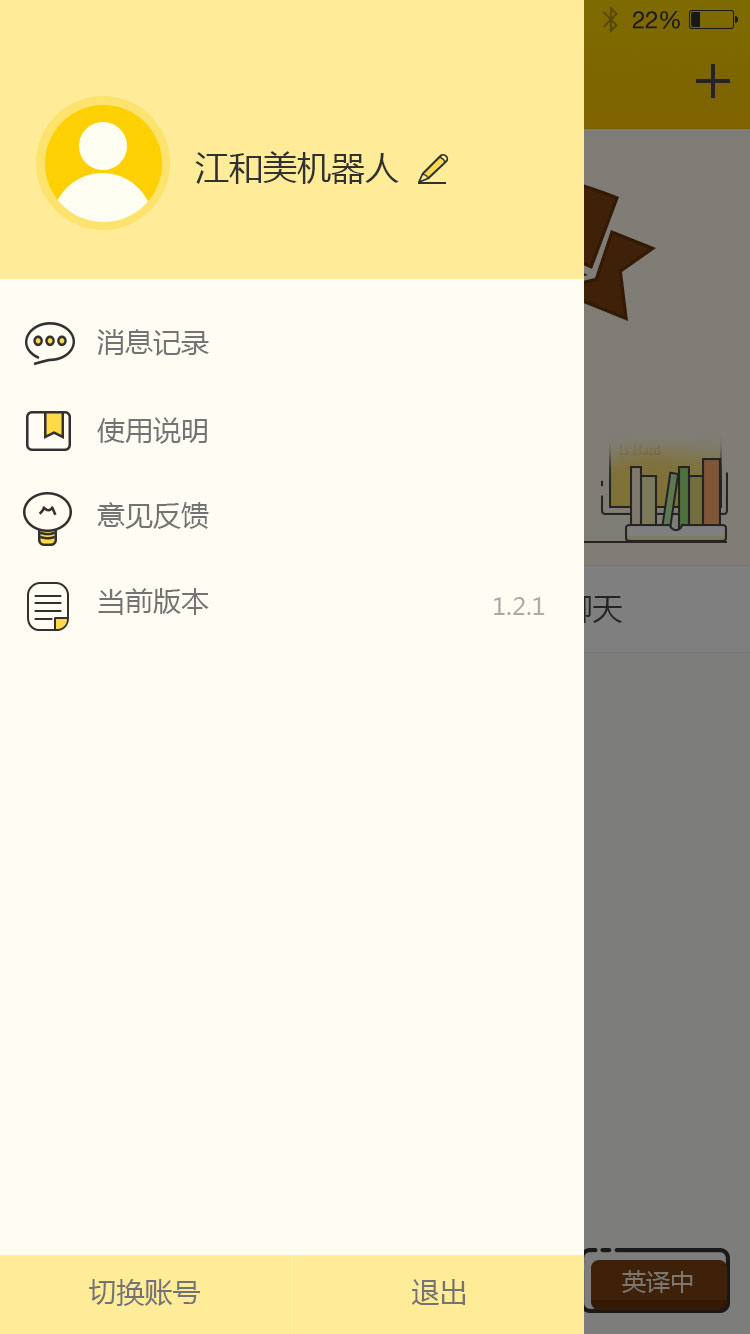 22%
江和美机器人
消息记录
使用说明
Is Hard
意见反馈
当前版本 1.2.1
聊天
切换账号 退出
英译中